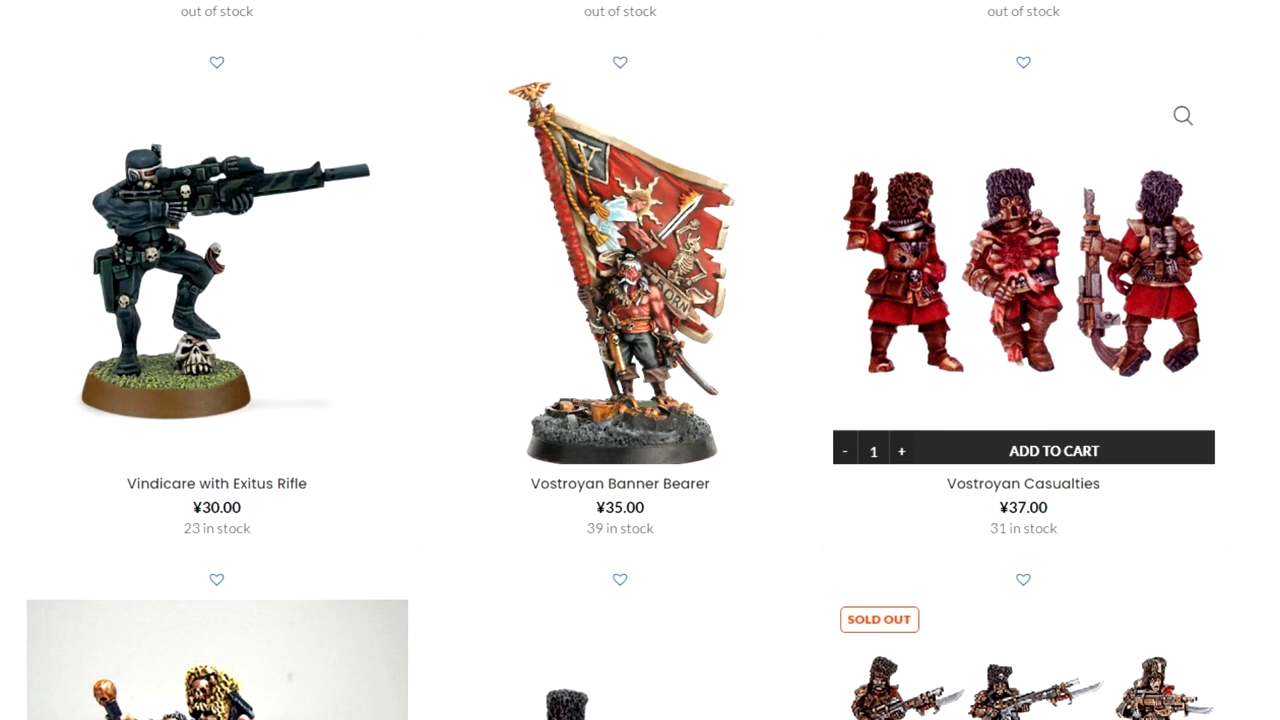 out of stock
out of stock
out of stock
V
Vindicare with Exitus Rifle
¥30.00
23 in stock
Vostroyan Banner Bearer
¥35.00
39 in stock
- 1 + ADD TO CART
Vostroyan Casualties
¥37.00
31 in stock
SOLD OUT